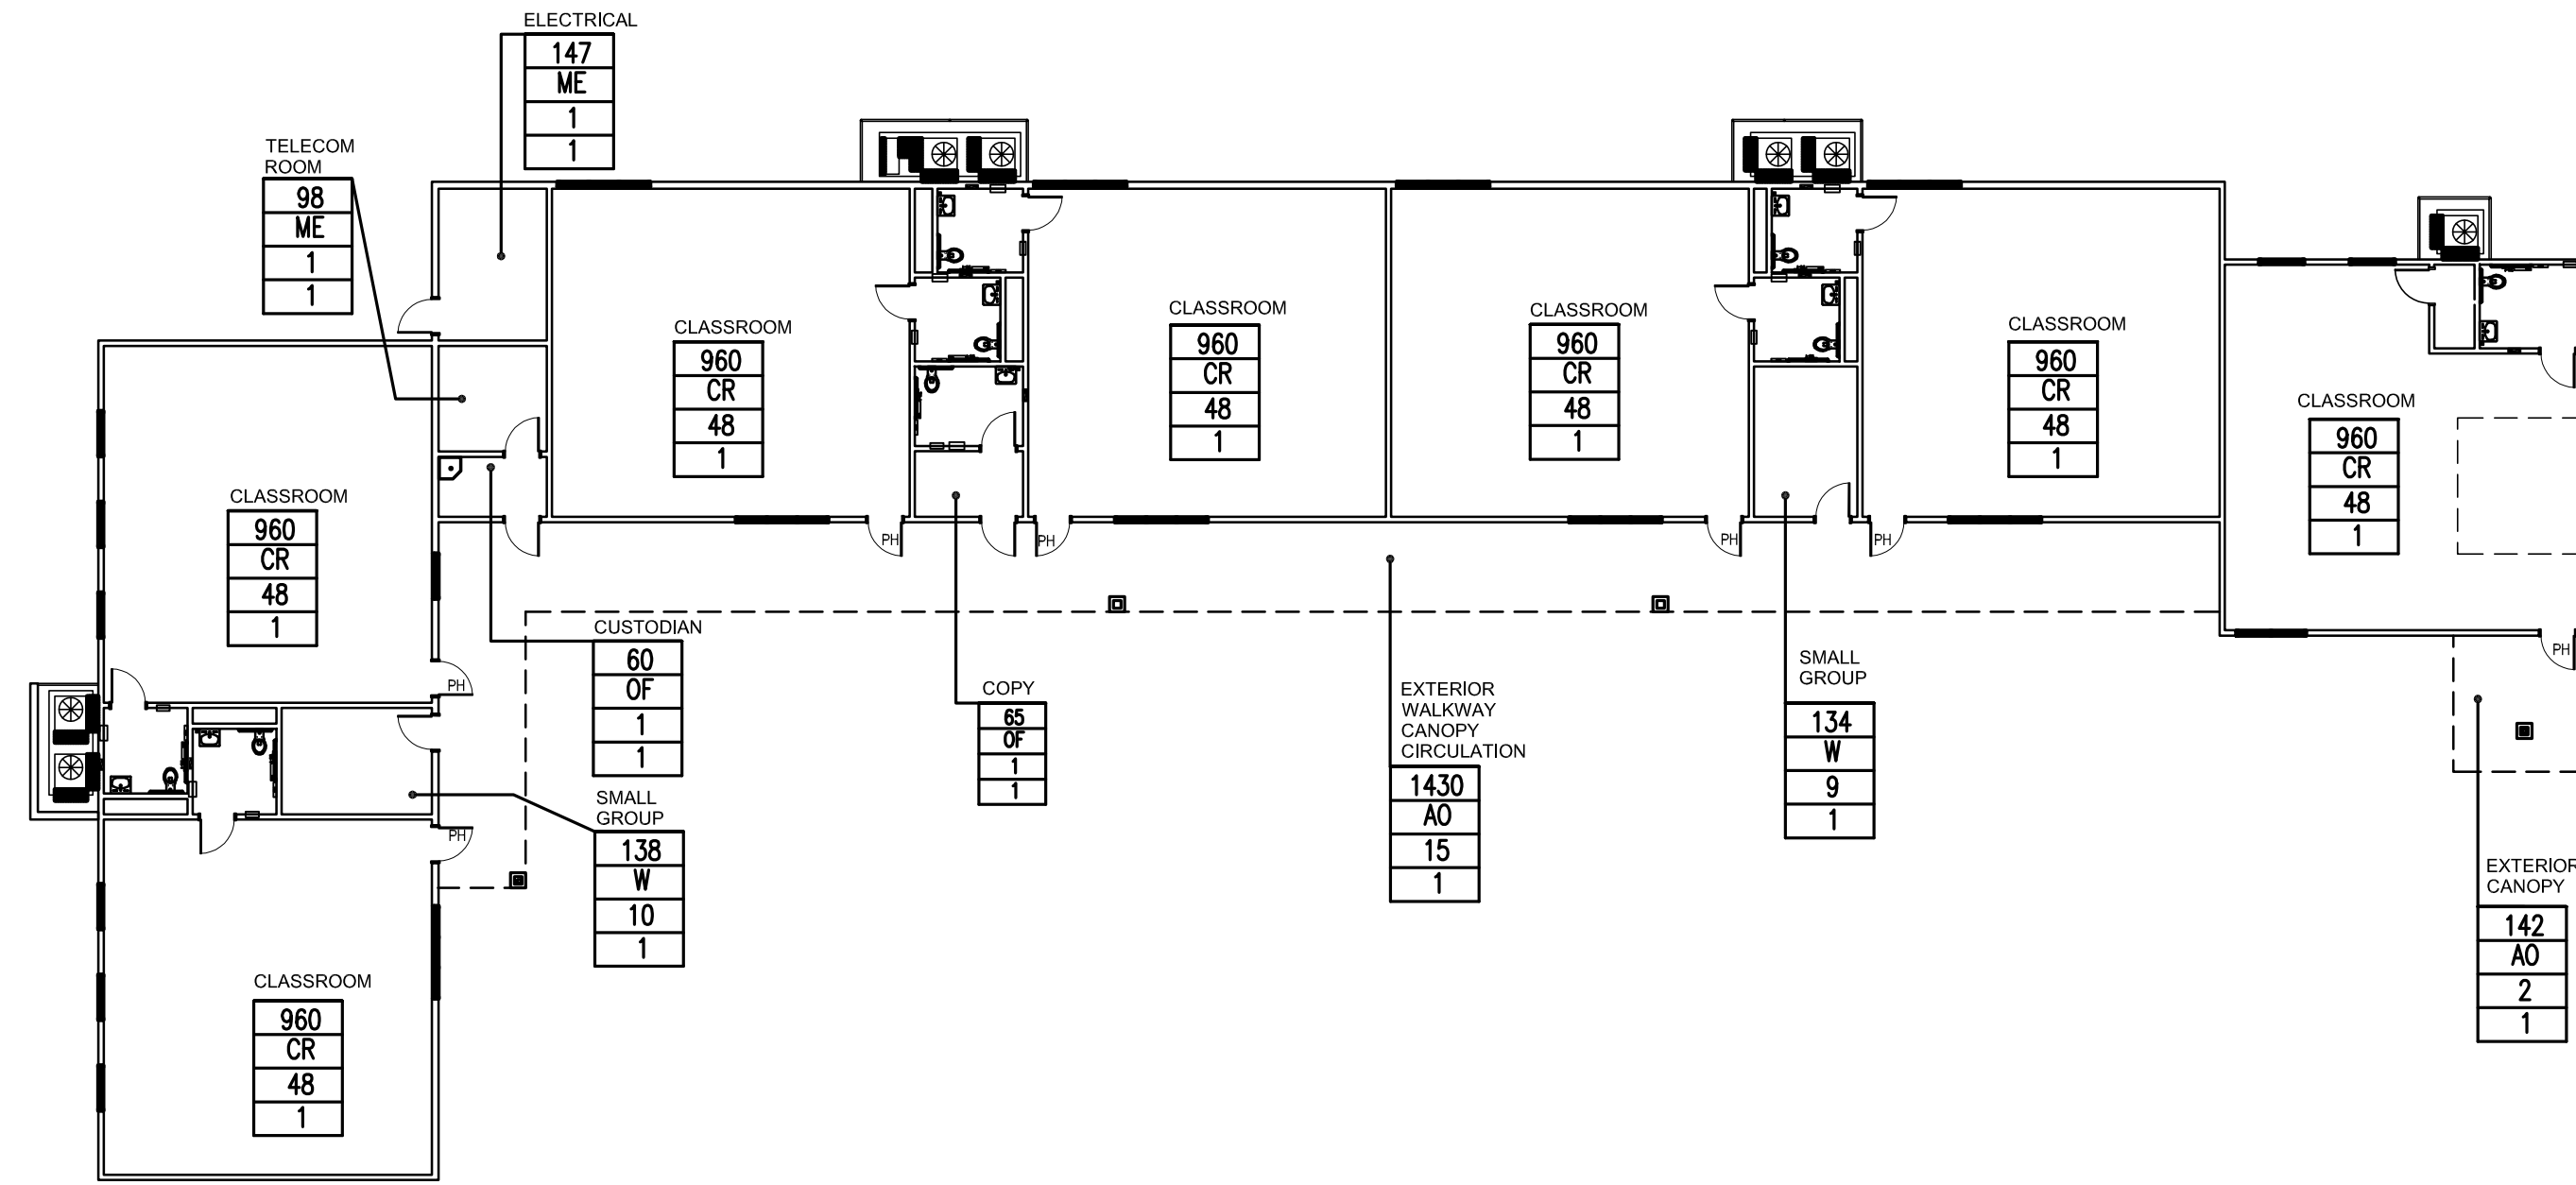 ELECTRICAL
147
ME
1
1
TELECOM
ROOM
98
ME
1
1
CLASSROOM
960
CR
48
1
CLASSROOM
960
CR
48
1
CLASSROOM
960
CR
48
1
CLASSROOM
960
CR
48
1
CLASSROOM
960
CR
48
1
CLASSROOM
960
CR
48
1
PH
PH
PH
PH
PH
PH
PH
CUSTODIAN
60
OF
1
1
COPY
65
OF
1
1
EXTERIOR
WALKWAY
CANOPY
CIRCULATION
1430
AO
15
1
SMALL
GROUP
134
W
9
1
SMALL
GROUP
138
W
10
1
EXTERIOR
CANOPY
142
AO
2
1
CLASSROOM
960
CR
48
1